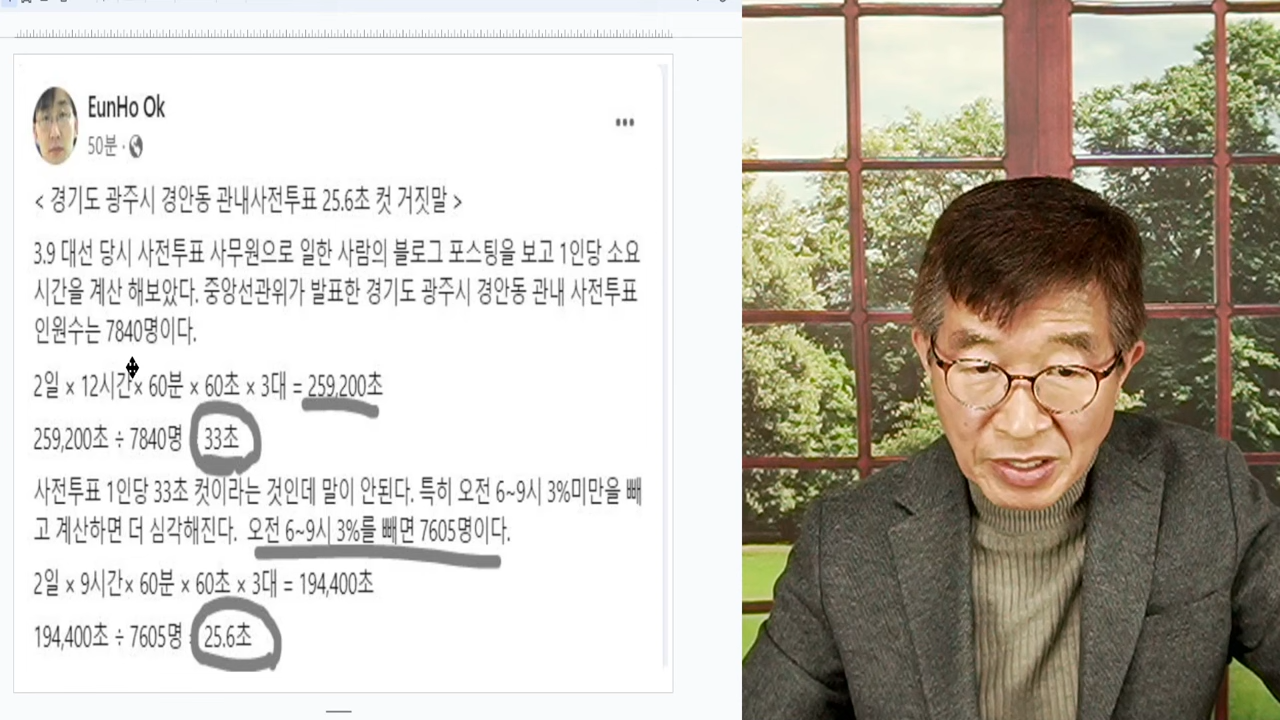 EunHo Ok
50분 ·
< 경기도 광주시 경안동 관내사전투표 25.6초 컷 거짓말 >
3.9 대선 당시 사전투표 사무원으로 일한 사람의 블로그 포스팅을 보고 1인당 소요
시간을 계산 해보았다. 중앙선관위가 발표한 경기도 광주시 경안동 관내 사전투표
인원수는 7840명이다.
2일 × 12시간× 60분 × 60초 × 3대 = 259,200초
259,200초 ÷ 7840명 33초
사전투표 1인당 33초 컷이라는 것인데 말이 안된다. 특히 오전 6~9시 3%미만을 빼
고 계산하면 더 심각해진다. 오전 6~9시 3%를 빼면 7605명이다.
2일 × 9시간× 60분 × 60초 × 3대 = 194,400초
194,400초 ÷ 7605명 = 25.6초